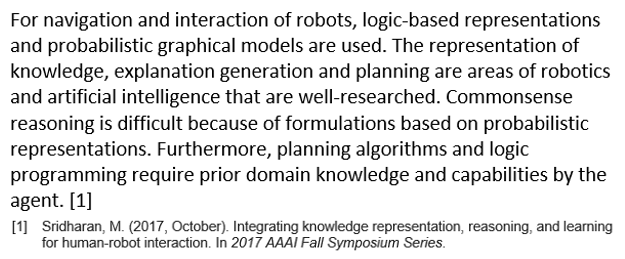 For navigation and interaction of robots, logic-based representations
and probabilistic graphical models are used. The representation of
knowledge, explanation generation and planning are areas of robotics
and artificial intelligence that are well-researched. Commonsense
reasoning is difficult because of formulations based on probabilistic
representations. Furthermore, planning algorithms and logic
programming require prior domain knowledge and capabilities by the
agent. [1]
[1] Sridharan, M. (2017, October). Integrating knowledge representation, reasoning, and learning
for human-robot interaction. In 2017 AAAI Fall Symposium Series.